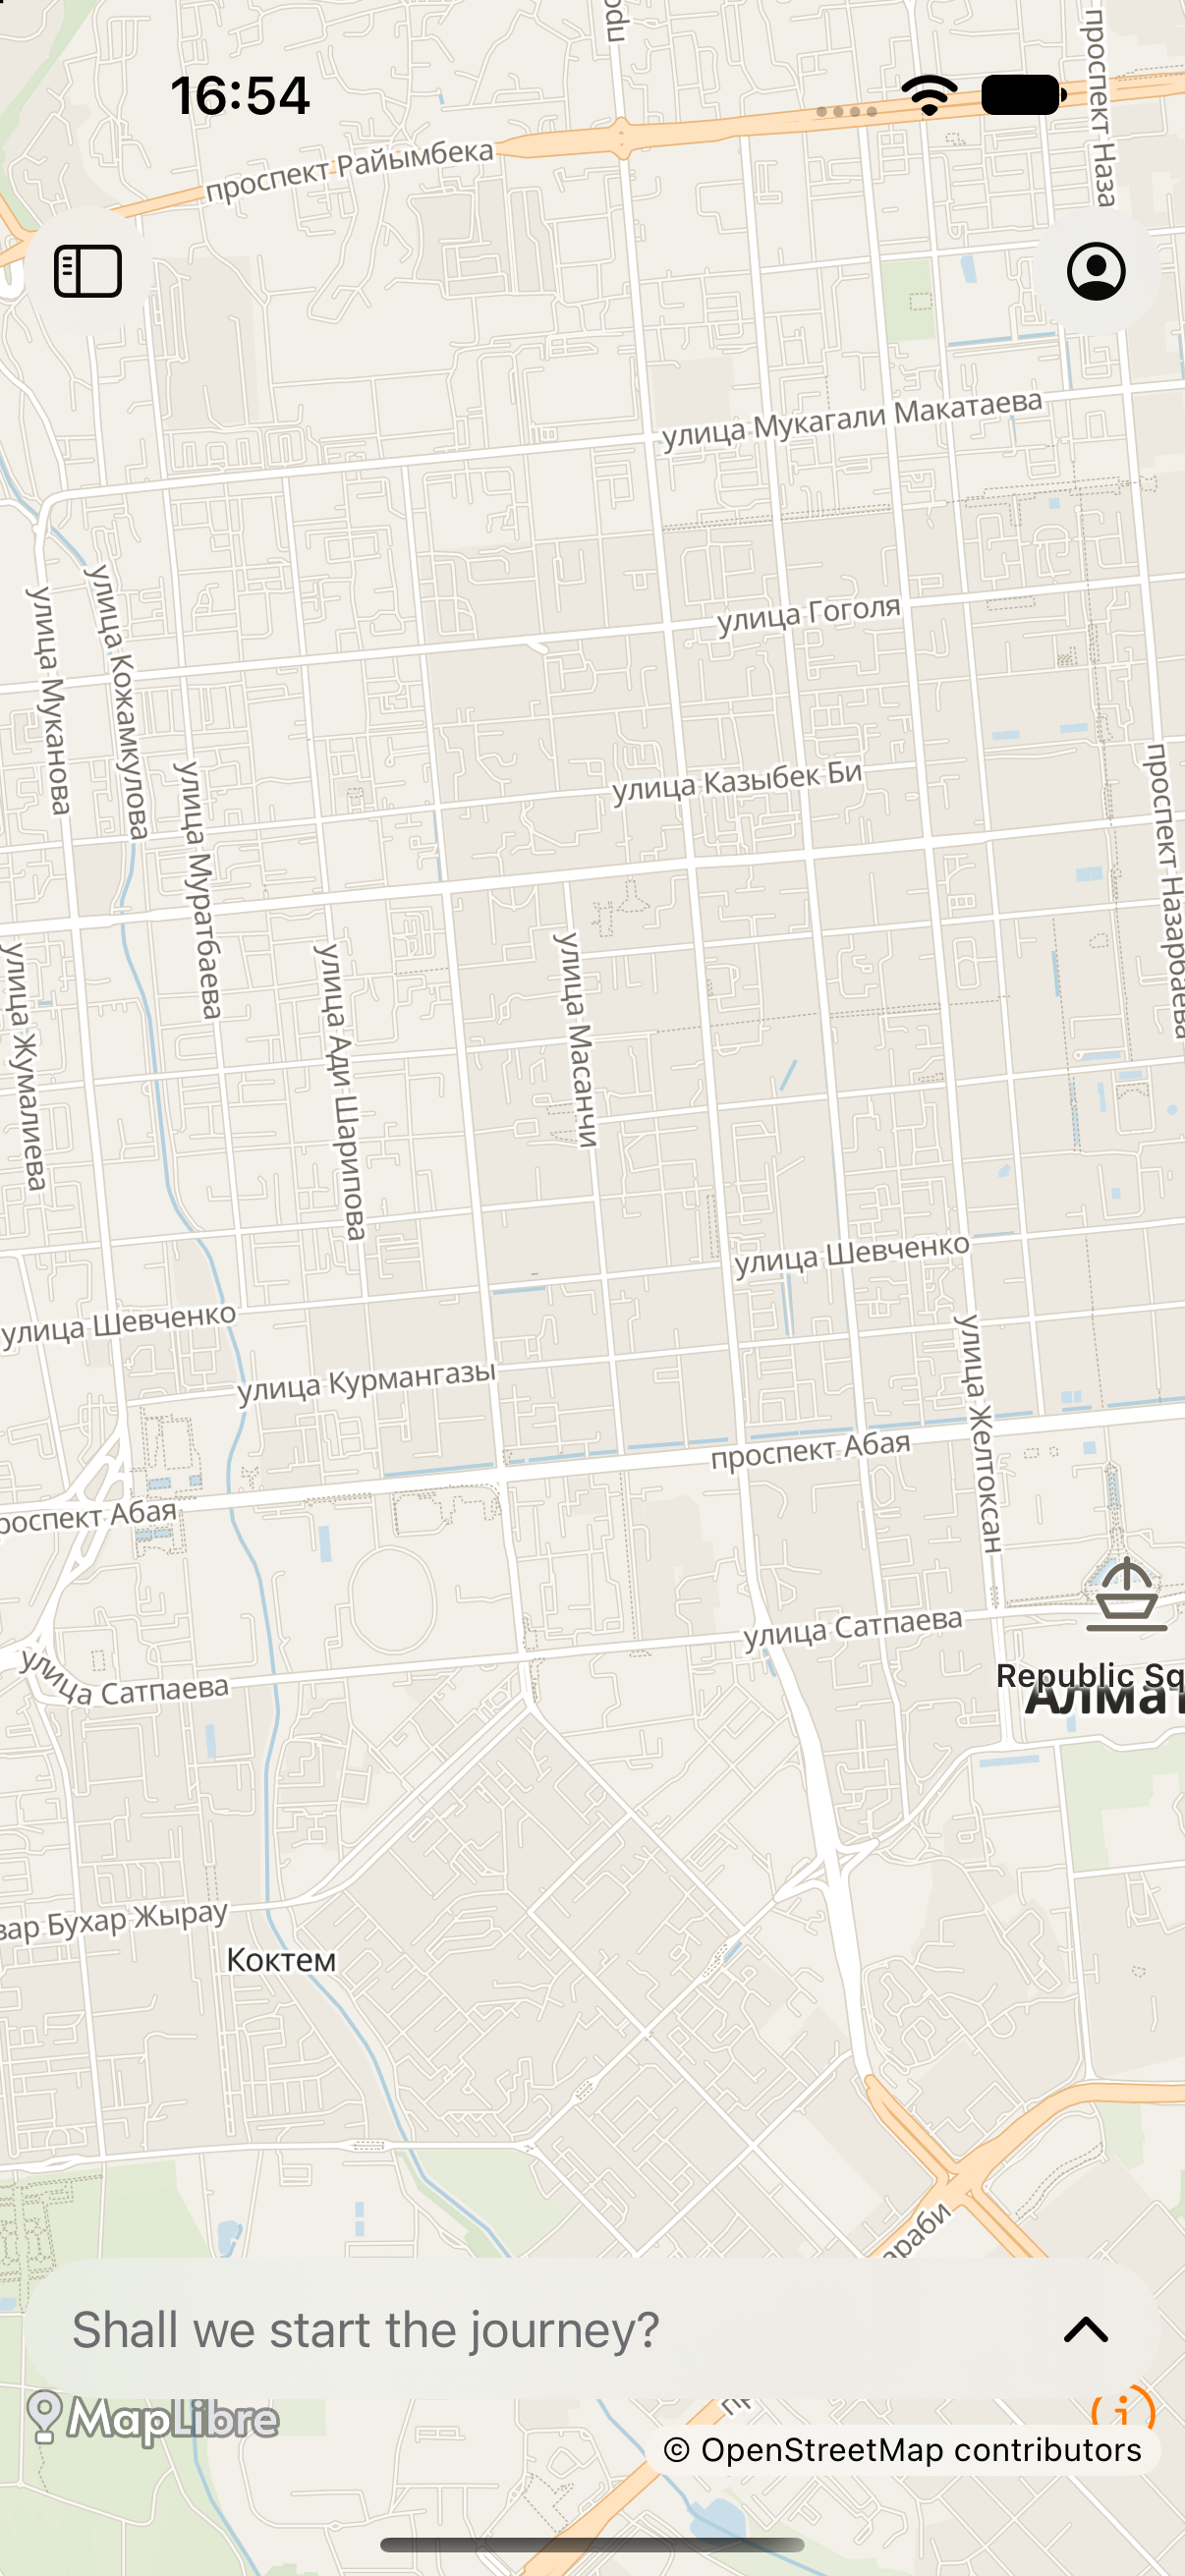 16:54
проспект Райымбека
проспект Наза
улица Мукагали Макатаева
улица Гоголя
улица Муканова
улица Кожамкулова
улица Казыбек Би
улица Муратбаева
проспект Назарбаева
улица Жумалиева
улица Ади Шарипова
улица Масанчи
улица Шевченко
улица Шевченко
улица Курмангазы
улица Желтоксан
проспект Абая
роспект Абая
улица Сатпаева
улица Сатпаева
Republic Sq
Алмат
вар Бухар Жырау
Коктем
араби
Shall we start the journey?
MapLibre
© OpenStreetMap contributors